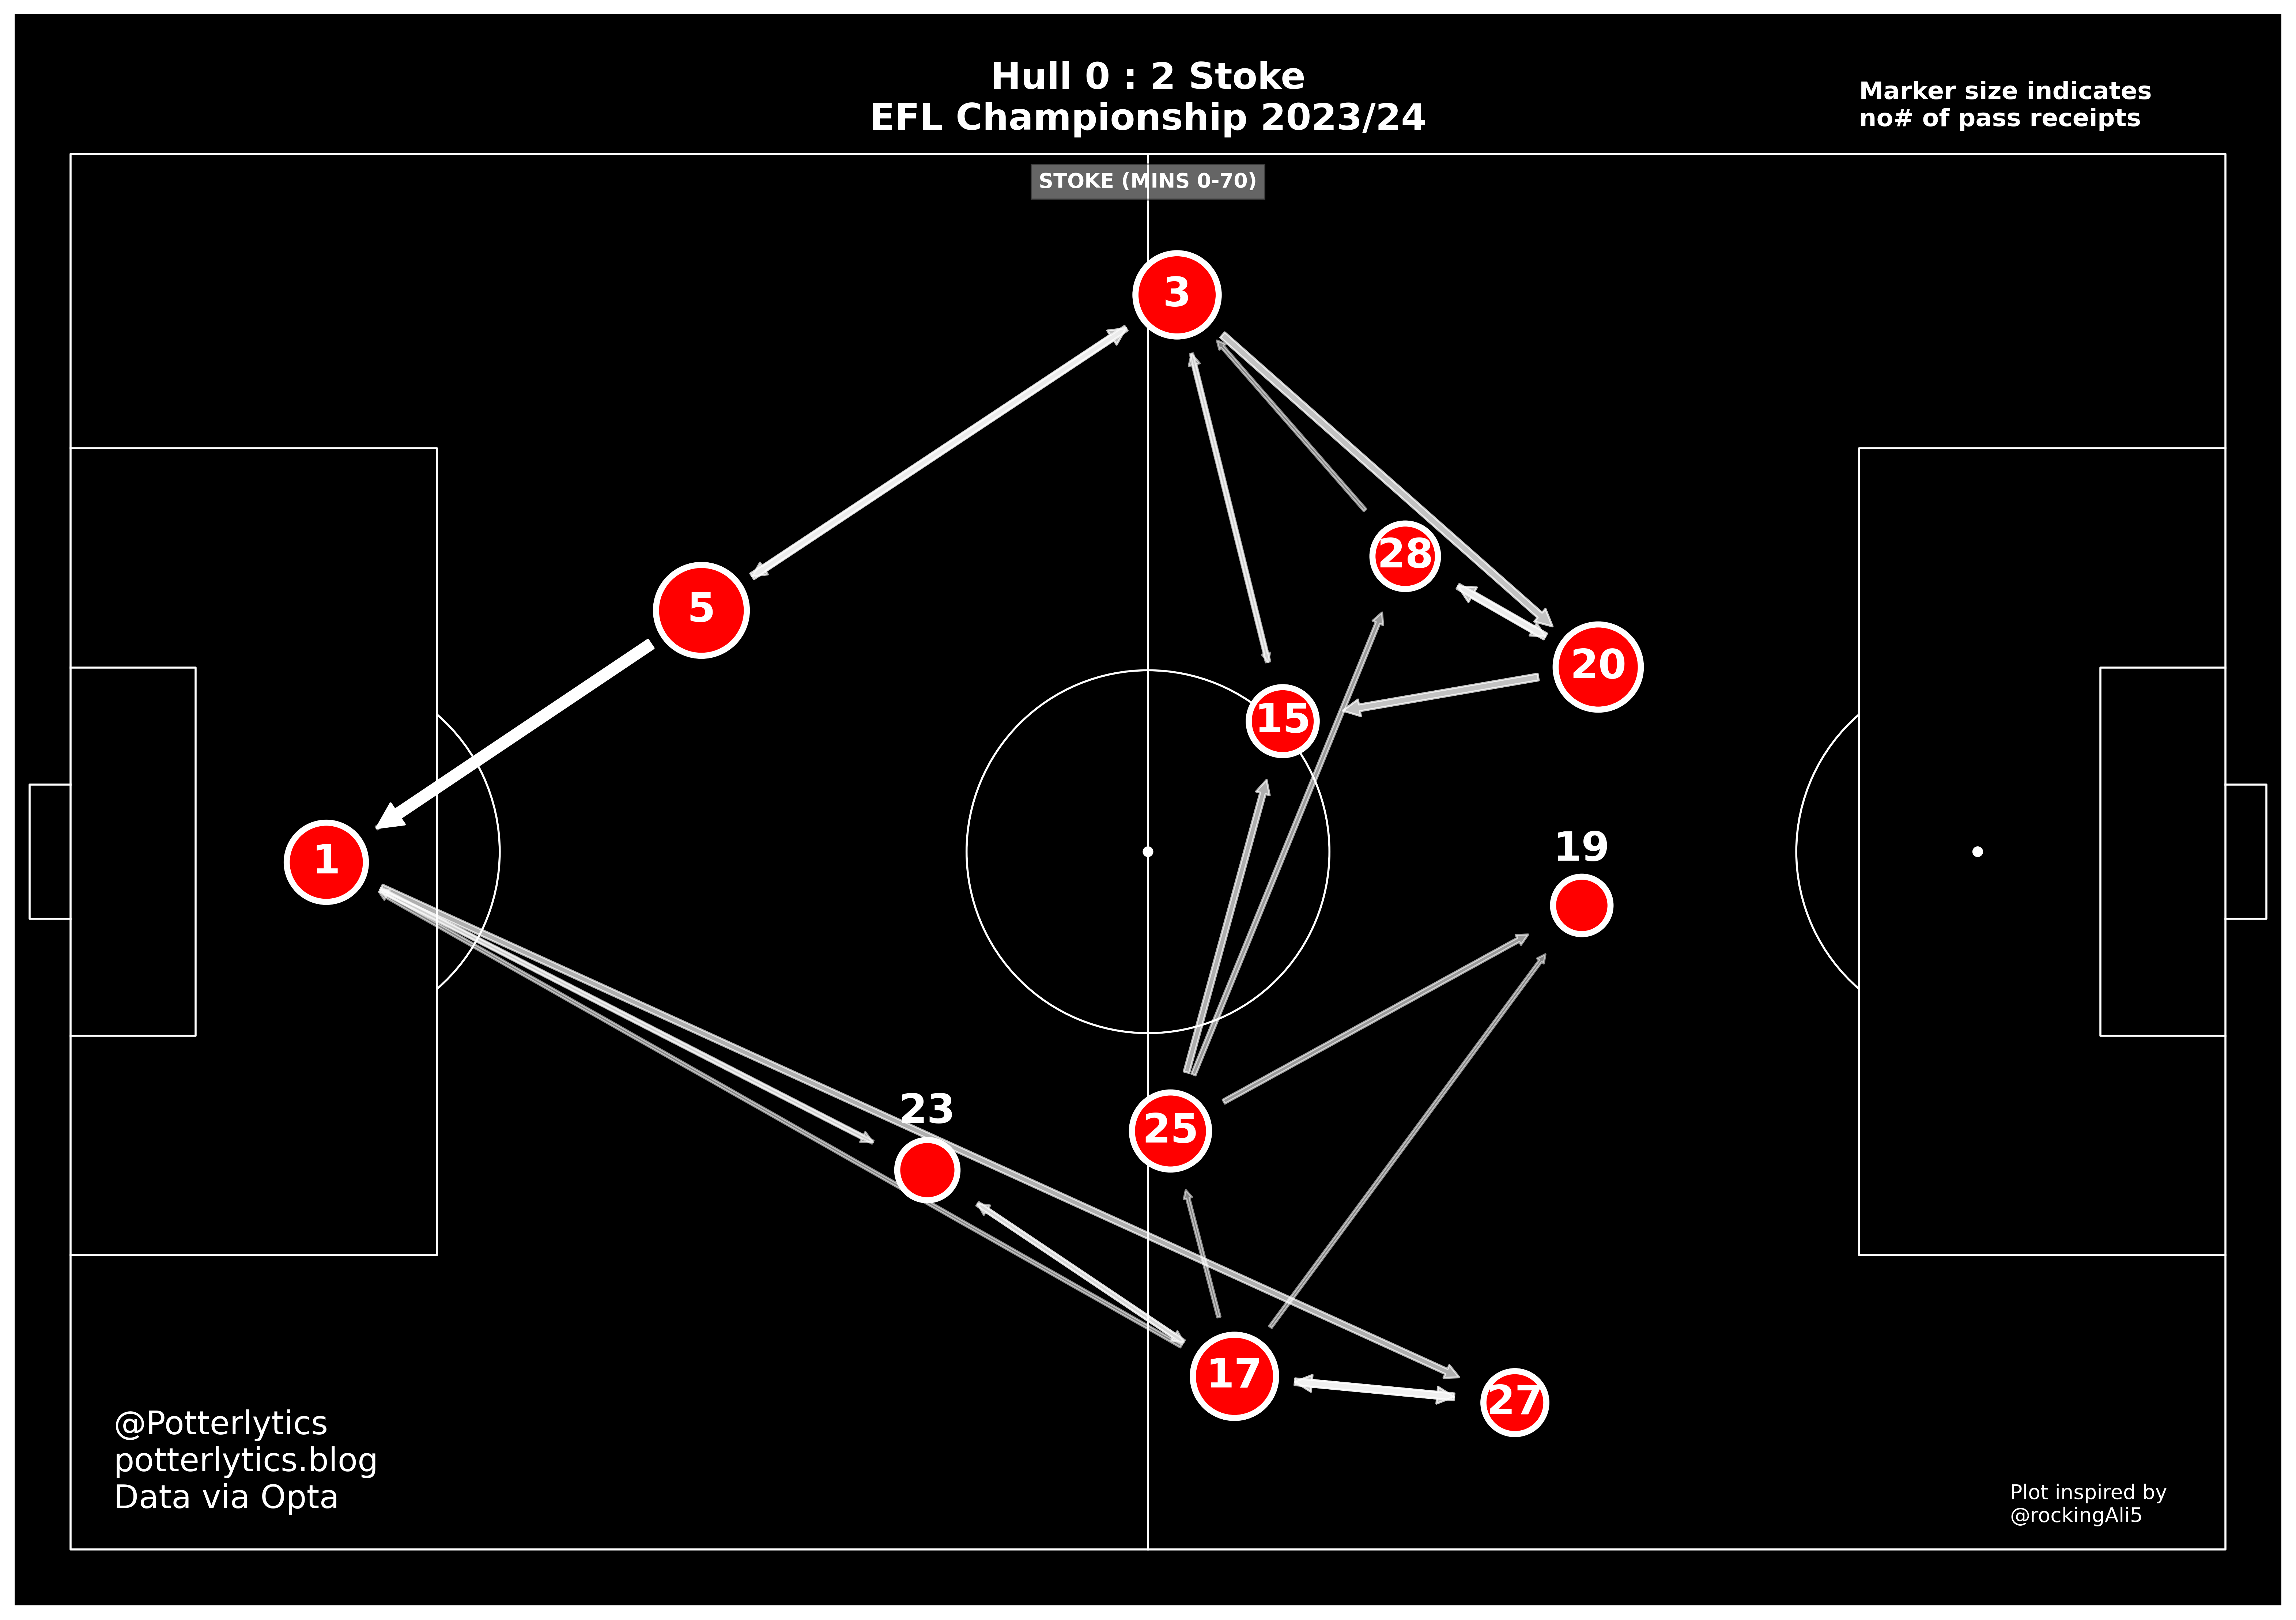 Hull 0 : 2 Stoke
EFL Championship 2023/24
Marker size indicates
no# of pass receipts
STOKE (MINS 0-70)
3
28
5
20
15
19
1
23
25
17
27
@Potterlytics
potterlytics.blog
Data via Opta
Plot inspired by
@rockingAli5